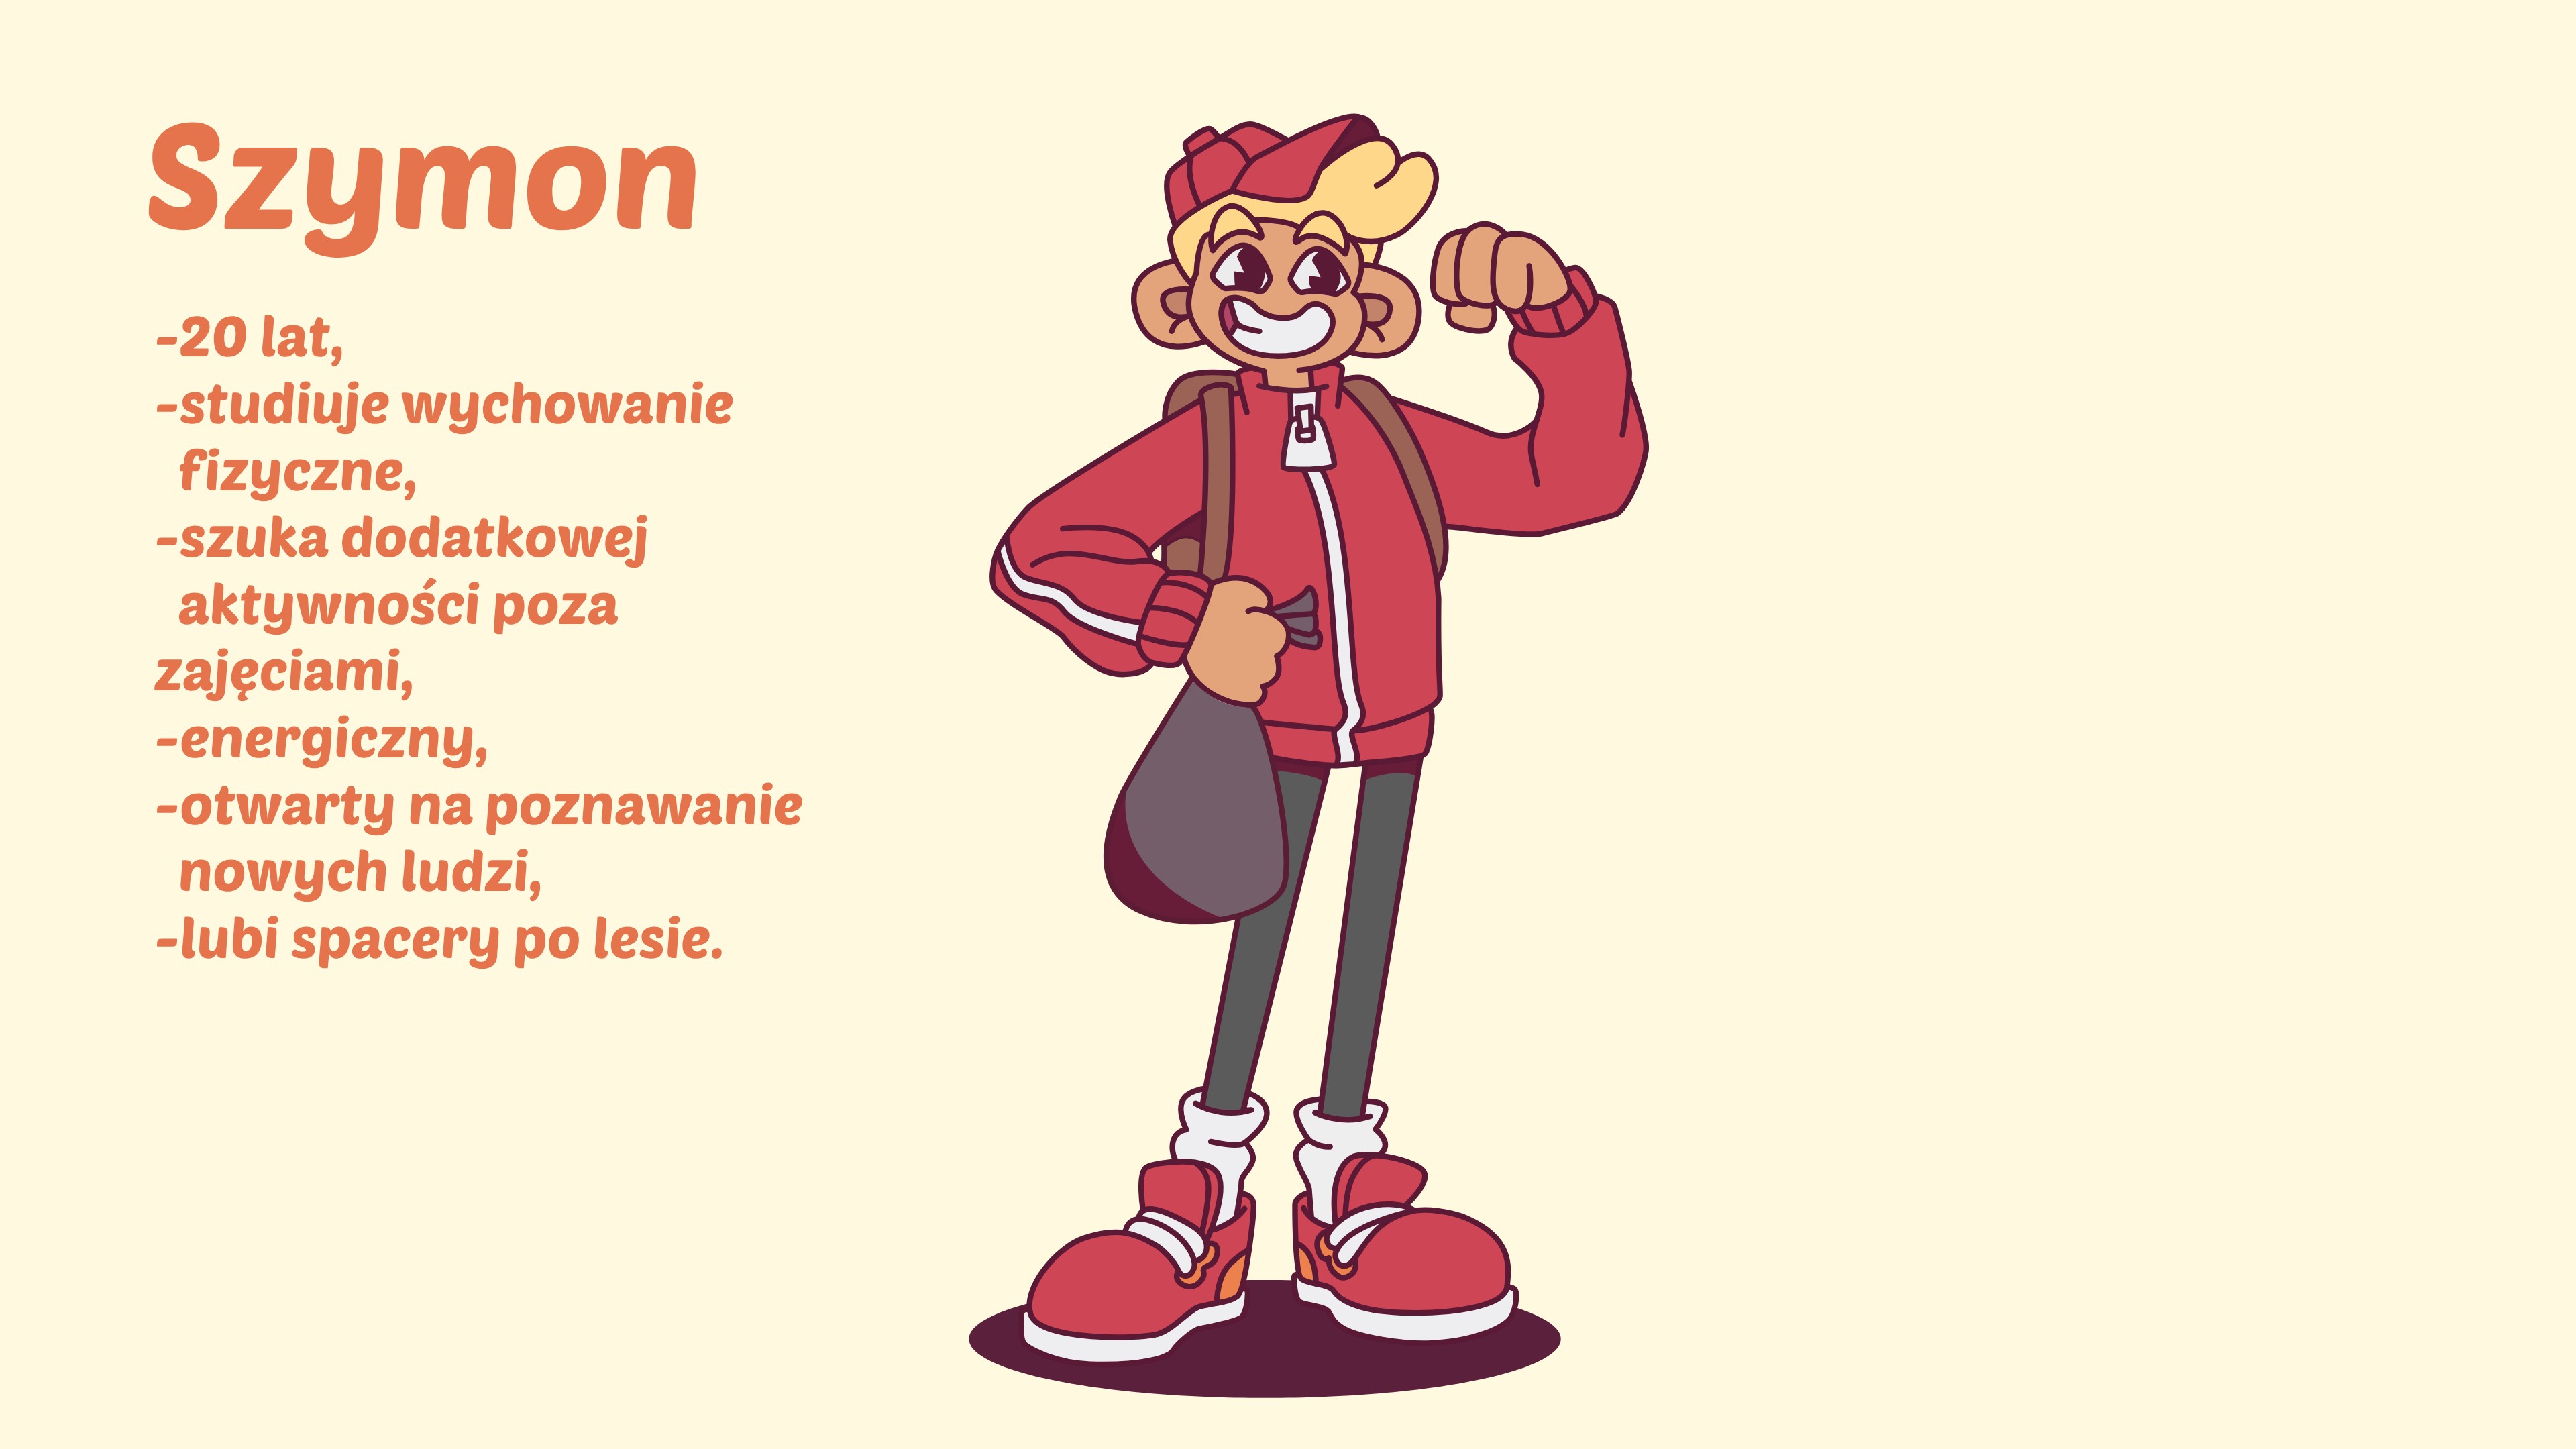 Szymon
-20 lat,
-studiuje wychowanie
fizyczne,
-szuka dodatkowej
aktywności poza
zajęciami,
-energiczny,
-otwarty na poznawanie
nowych ludzi,
-lubi spacery po lesie.